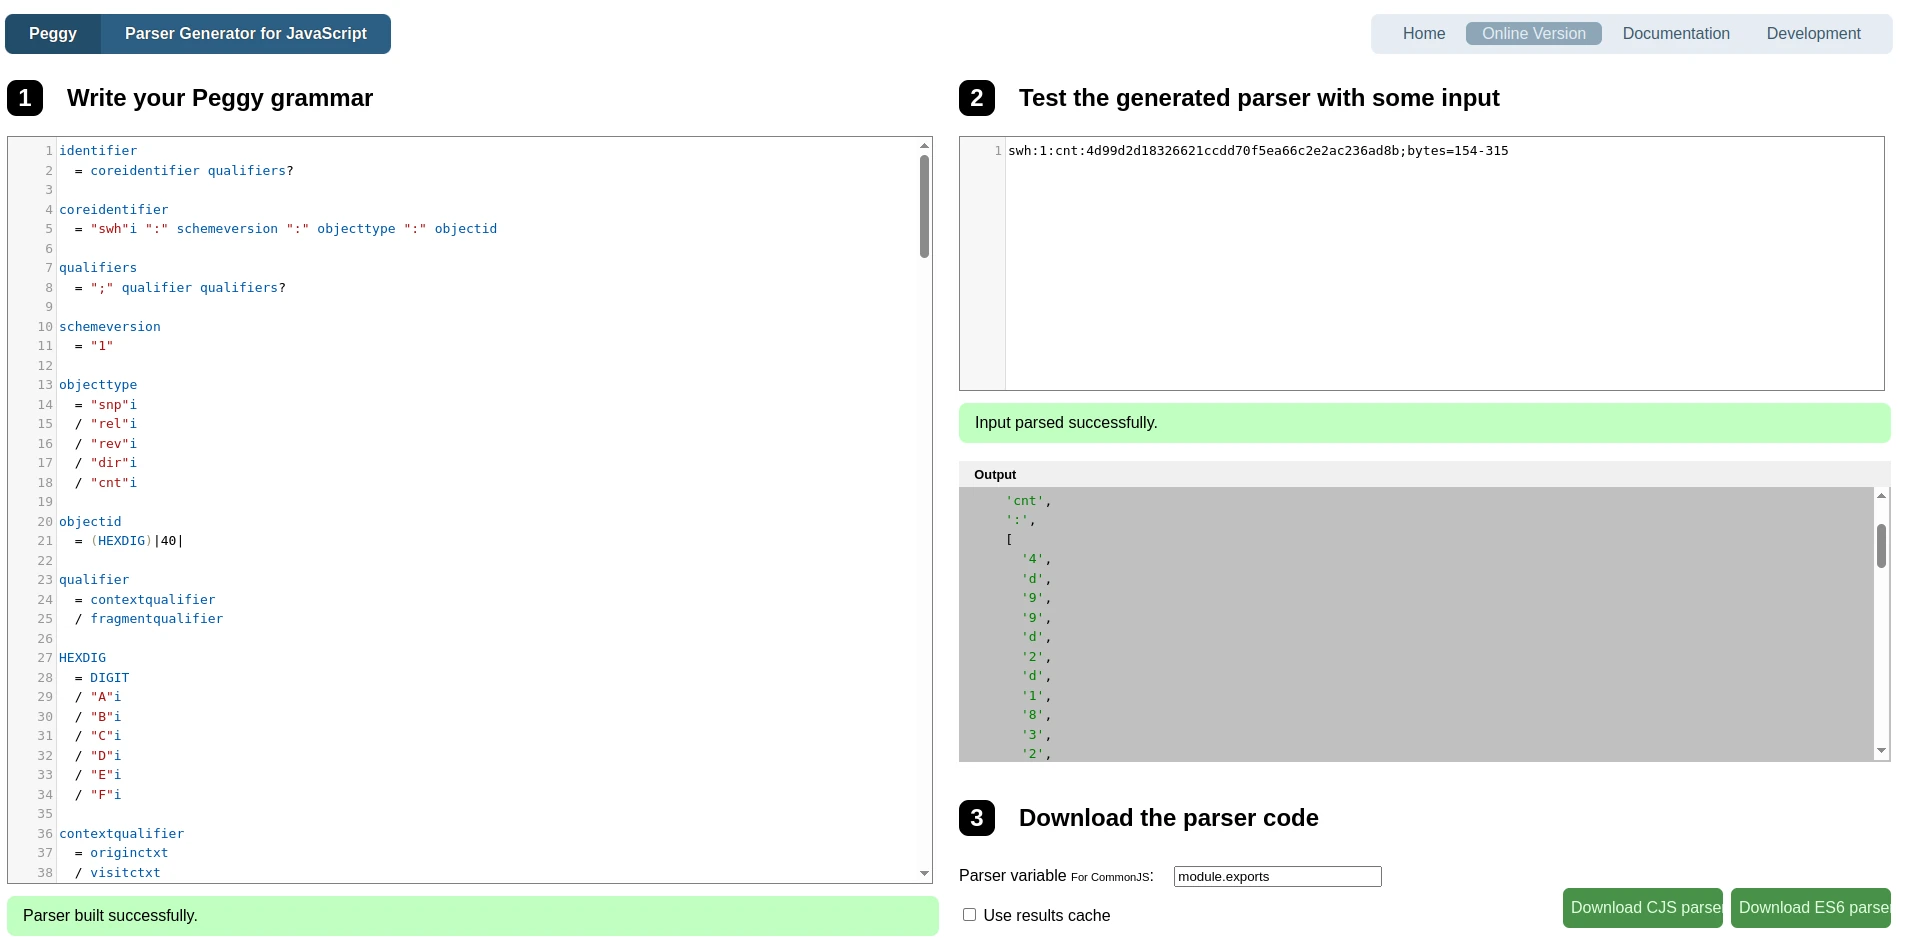 Peggy Parser Generator for JavaScript
Home Online Version Documentation Development
1 Write your Peggy grammar
1 identifier
2 = coreidentifier qualifiers?
3
4 coreidentifier
5 = "swh"i ":" schemeversion ":" objecttype ":" objectid
6
7 qualifiers
8 = ";" qualifier qualifiers?
9
10 schemeversion
11 = "1"
12
13 objecttype
14 = "snp"i
15 / "rel"i
16 / "rev"i
17 / "dir"i
18 / "cnt"i
19
20 objectid
21 = (HEXDIG)|40|
22
23 qualifier
24 = contextqualifier
25 / fragmentqualifier
26
27 HEXDIG
28 = DIGIT
29 / "A"i
30 / "B"i
31 / "C"i
32 / "D"i
33 / "E"i
34 / "F"i
35
36 contextqualifier
37 = originctxt
38 / visitctxt
Parser built successfully.
2 Test the generated parser with some input
1 swh:1:cnt:4d99d2d18326621ccdd70f5ea66c2e2ac236ad8b;bytes=154-315
Input parsed successfully.
Output
'cnt',
':',
[
'4',
'd',
'9',
'9',
'd',
'2',
'd',
'1',
'8',
'3',
'2',
3 Download the parser code
Parser variable For CommonJS: module.exports
Use results cache
Download CJS parser Download ES6 parser